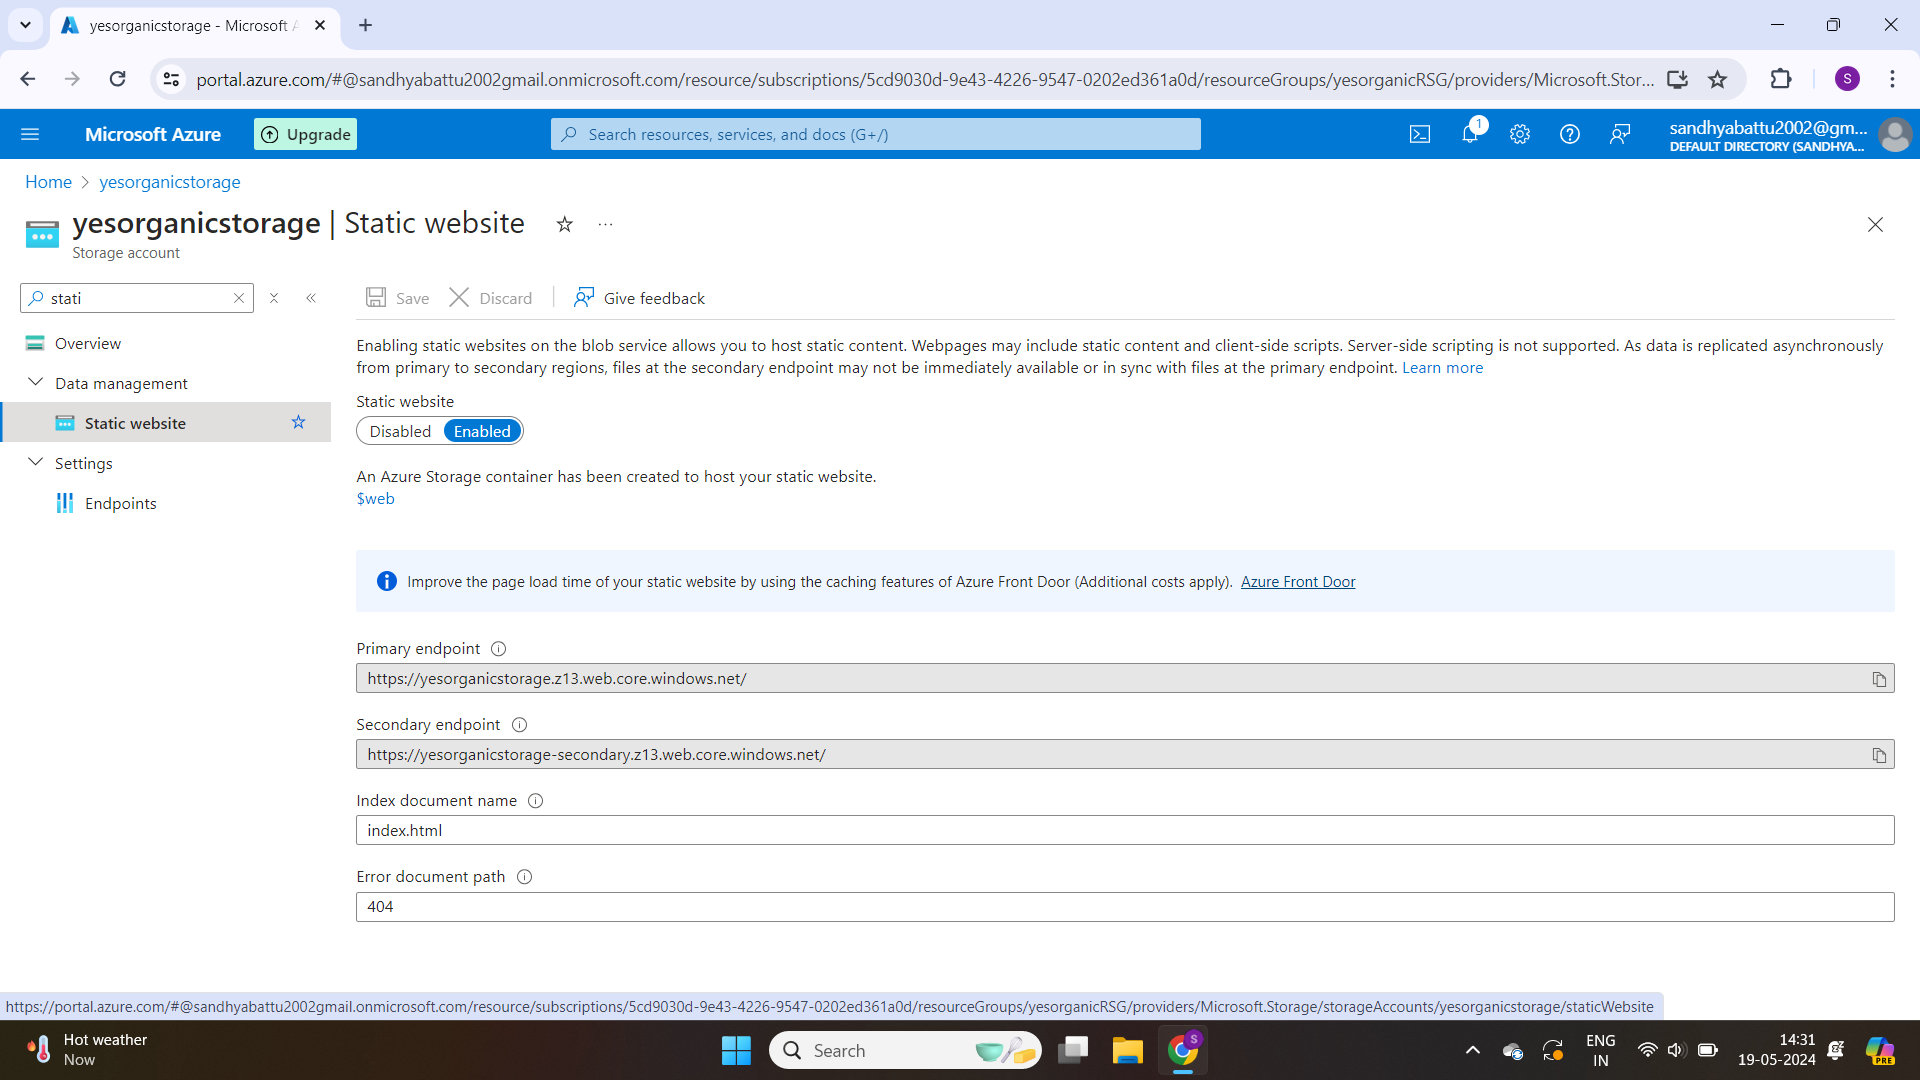 yesorganicstorage - Microsoft A
portal.azure.com/#@sandhyabattu2002gmail.onmicrosoft.com/resource/subscriptions/5cd9030d-9e43-4226-9547-0202ed361a0d/resourceGroups/yesorganicRSG/providers/Microsoft.Stor...
S
Microsoft Azure
Upgrade
Search resources, services, and docs (G+/)
1
sandhyabattu2002@gm...
DEFAULT DIRECTORY (SANDHYA...
Home > yesorganicstorage
yesorganicstorage | Static website
Storage account
stati
Save
Discard
Give feedback
Overview
Data management
Static website
Settings
Endpoints
Enabling static websites on the blob service allows you to host static content. Webpages may include static content and client-side scripts. Server-side scripting is not supported. As data is replicated asynchronously
from primary to secondary regions, files at the secondary endpoint may not be immediately available or in sync with files at the primary endpoint. Learn more
Static website
Disabled Enabled
An Azure Storage container has been created to host your static website.
$web
Improve the page load time of your static website by using the caching features of Azure Front Door (Additional costs apply). Azure Front Door
Primary endpoint
https://yesorganicstorage.z13.web.core.windows.net/
Secondary endpoint
https://yesorganicstorage-secondary.z13.web.core.windows.net/
Index document name
index.html
Error document path
404
https://portal.azure.com/#@sandhyabattu2002gmail.onmicrosoft.com/resource/subscriptions/5cd9030d-9e43-4226-9547-0202ed361a0d/resourceGroups/yesorganicRSG/providers/Microsoft.Storage/storageAccounts/yesorganicstorage/staticWebsite
Hot weather
Now
Search
S
ENG
IN
14:31
19-05-2024
PRE